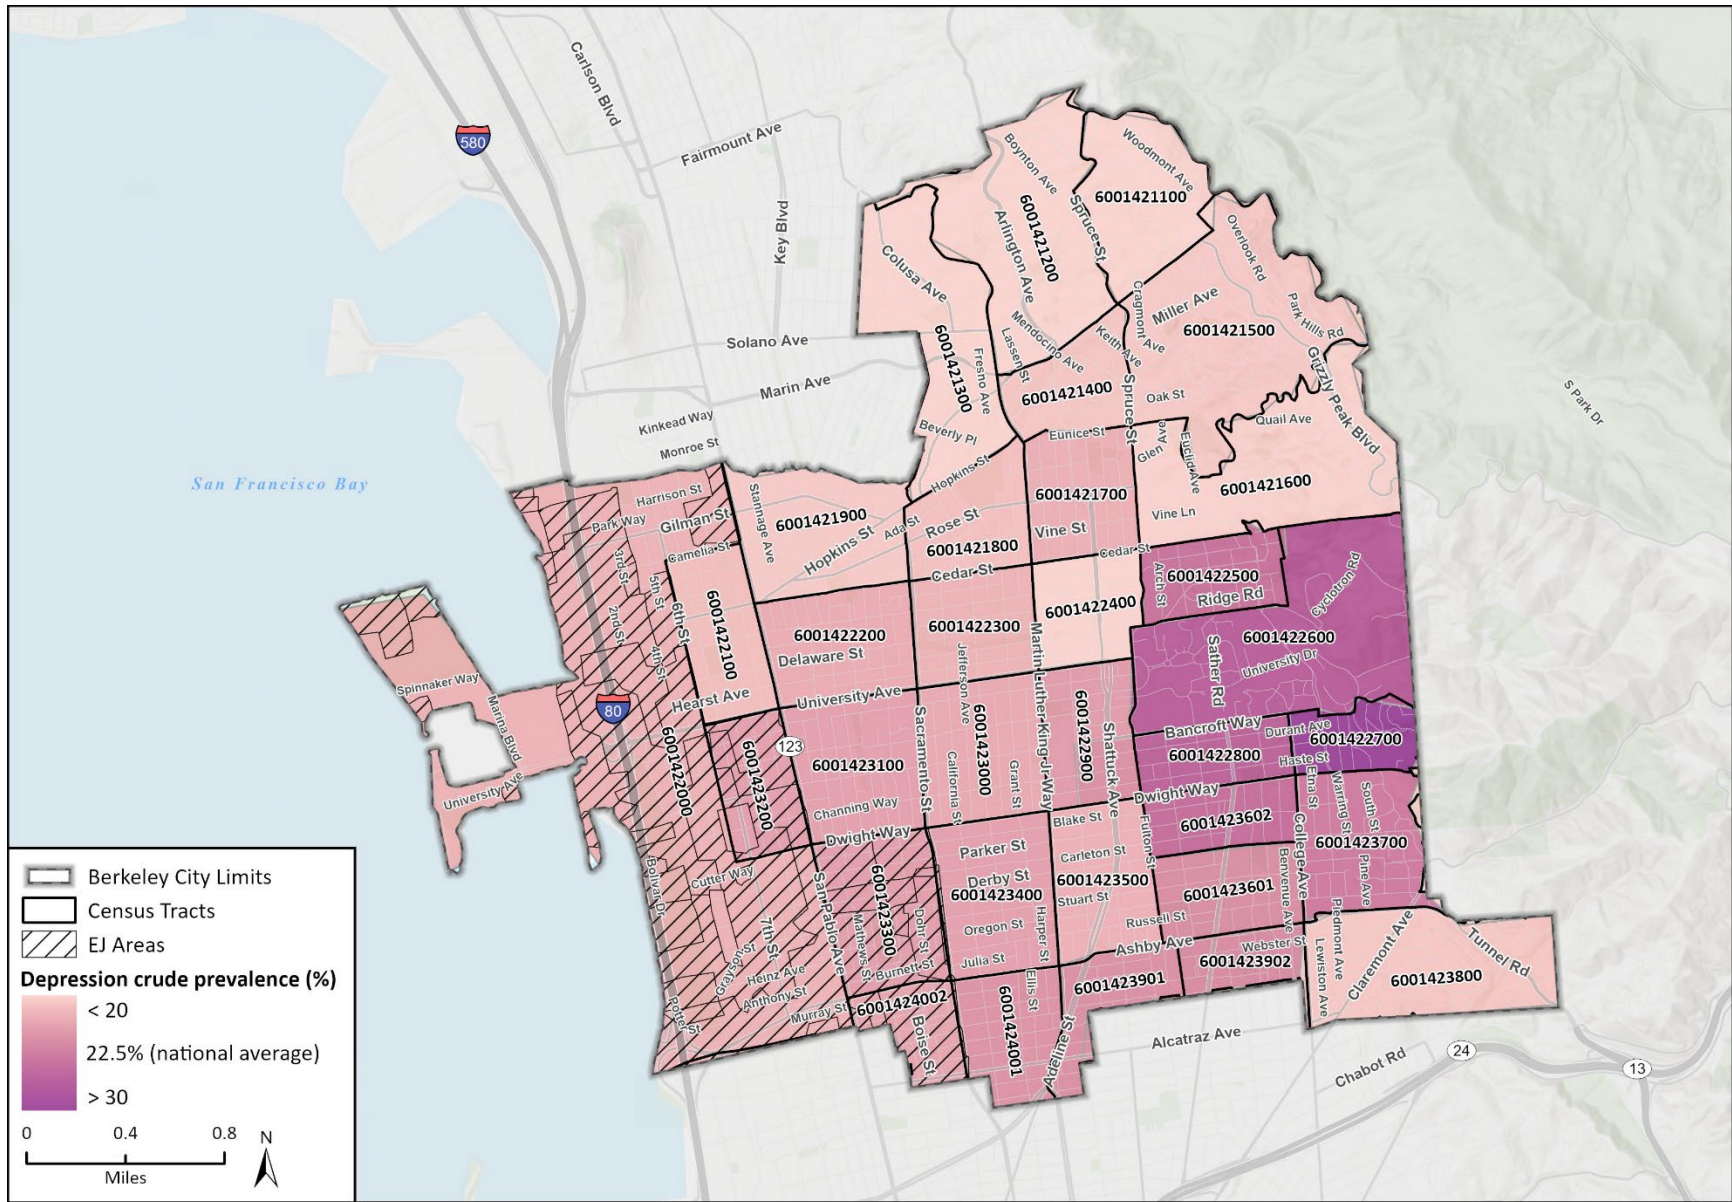 Carlson Blvd
580
Fairmount Ave
Key Blvd
Solano Ave
Marin Ave
Kinkead Way
Monroe St
San Francisco Bay
Woodmont Ave
Boynton Ave
6001421100
Spruce St
6001421200
Arlington Ave
Overlook Rd
Colusa Ave
Cragmont Ave
Miller Ave
Park Hills Rd
6001421500
Mendocino Ave
Keith Ave
Lassen St
Fresno Ave
6001421300
Grizzly Peak Blvd
S Park Dr
6001421400
Spruce St
Oak St
Quail Ave
Beverly Pl
Eunice St
Glen Ave
Euclid Ave
Hopkins St
6001421700
6001421600
Vine Ln
Harrison St
Stannage Ave
Park Way
Gilman St
6001421900
Ada St
Rose St
Vine St
Hopkins St
6001421800
Camelia St
3rd St
Cedar St
Cedar St
5th St
6001422500
Arch St
Ridge Rd
Cyclotron Rd
6th St
6001422100
2nd St
6001422400
6001422200
6001422300
Martin Luther King Jr Way
Sather Rd
6001422600
4th St
Delaware St
Jefferson Ave
University Dr
Spinnaker Way
Hearst Ave
University Ave
Marina Blvd
80
123
6001422000
6001423200
Sacramento St
6001423000
6001422900
Shattuck Ave
Bancroft Way
Durant Ave
6001422700
6001422800
Haste St
6001423100
California St
Grant St
University Ave
Channing Way
Dwight Way
Etna St
Warring St
South St
Dwight Way
Blake St
Fulton St
6001423602
College Ave
6001423700
Parker St
Carleton St
Bolivar Dr
Cutter Way
San Pablo Ave
6001423300
Derby St
6001423400
6001423500
Stuart St
6001423601
Benvenue Ave
Pine Ave
Mathews St
Dohr St
Harper St
Russell St
Piedmont Ave
7th St
Oregon St
Ashby Ave
Webster St
Claremont Ave
Tunnel Rd
Grayson St
Heinz Ave
Burnett St
Julia St
6001423902
Lewiston Ave
6001423800
Anthony St
Ellis St
6001423901
Potter St
Murray St
6001424002
Boise St
6001424001
Adeline St
Alcatraz Ave
Chabot Rd
24
13
Berkeley City Limits
Census Tracts
EJ Areas
Depression crude prevalence (%)
< 20
22.5% (national average)
> 30
0 0.4 0.8
Miles
N